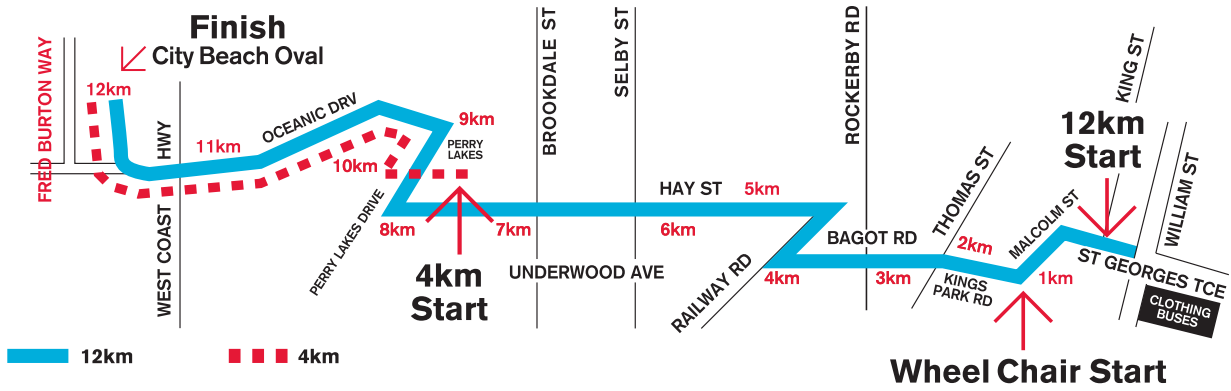 Finish
City Beach Oval
FRED BURTON WAY
12km
WEST COAST HWY
11km
OCEANIC DRV
10km
9km
PERRY
LAKES
PERRY LAKES DRIVE
8km
7km
4km
Start
BROOKDALE ST
SELBY ST
UNDERWOOD AVE
HAY ST
6km
5km
ROCKERBY RD
RAILWAY RD
4km
BAGOT RD
3km
THOMAS ST
2km
KINGS
PARK RD
MALCOLM ST
1km
12km
Start
KING ST
WILLIAM ST
ST GEORGES TCE
CLOTHING
BUSES
Wheel Chair Start
12km
4km